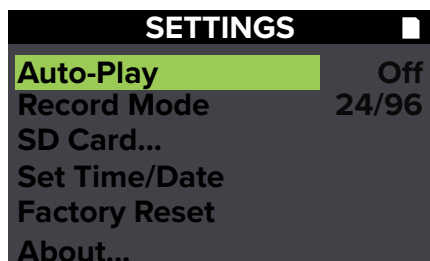 SETTINGS
Auto-Play Off
Record Mode 24/96
SD Card...
Set Time/Date
Factory Reset
About...